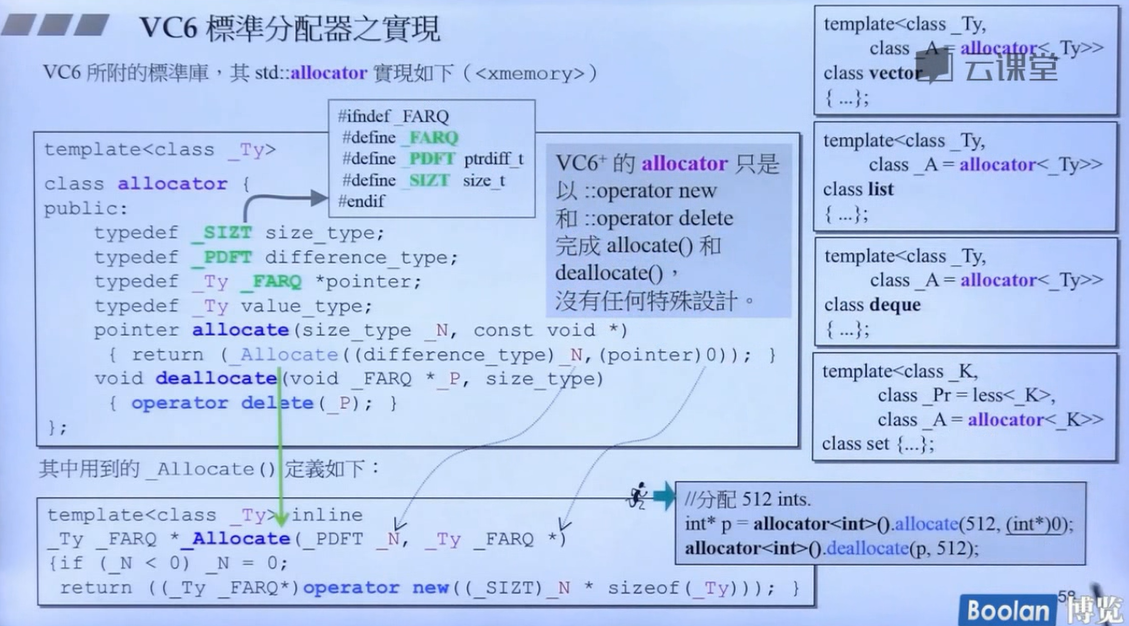 VC6 標準分配器之實現
VC6 所附的標準庫，其 std::allocator 實現如下（<xmemory>）
#ifndef _FARQ
#define _FARQ
#define _PDFT ptrdiff_t
#define _SIZT size_t
#endif
template<class _Ty>
class allocator {
public:
typedef _SIZT size_type;
typedef _PDFT difference_type;
typedef _Ty _FARQ *pointer;
typedef _Ty value_type;
pointer allocate(size_type _N, const void *)
{ return (_Allocate((difference_type)_N,(pointer)0)); }
void deallocate(void _FARQ *_P, size_type)
{ operator delete(_P); }
};
VC6+ 的 allocator 只是
以 ::operator new
和 ::operator delete
完成 allocate() 和
deallocate()，
沒有任何特殊設計。
其中用到的 _Allocate() 定義如下：
template<class _Ty> inline
_Ty _FARQ *_Allocate(_PDFT _N, _Ty _FARQ *)
{if (_N < 0) _N = 0;
return ((_Ty _FARQ*)operator new((_SIZT)_N * sizeof(_Ty))); }
//分配 512 ints.
int* p = allocator<int>().allocate(512, (int*)0);
allocator<int>().deallocate(p, 512);
template<class _Ty,
class _A = allocator<_Ty>>
class vector
{ ...};
云课堂
template<class _Ty,
class _A = allocator<_Ty>>
class list
{ ...};
template<class _Ty,
class _A = allocator<_Ty>>
class deque
{ ...};
template<class _K,
class _Pr = less<_K>,
class _A = allocator<_K>>
class set {...};
58
Boolan 博览